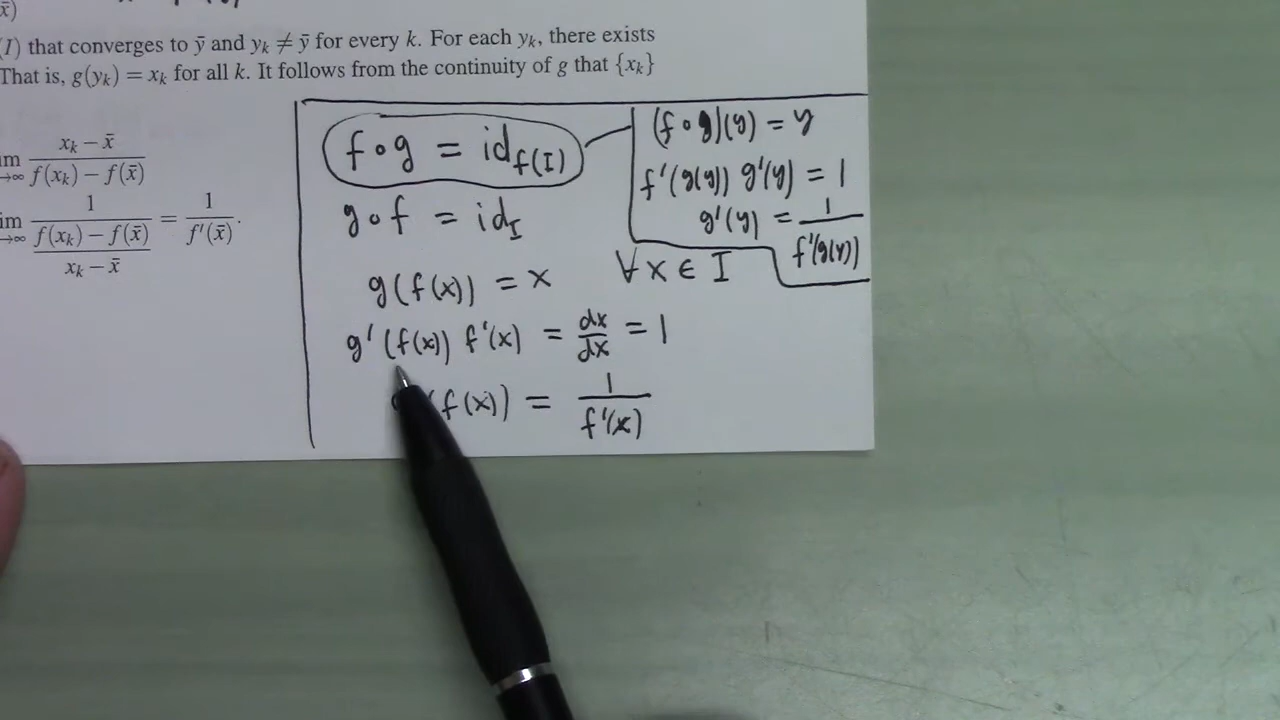 x̄)
(I) that converges to ȳ and yₖ ≠ ȳ for every k. For each yₖ, there exists
That is, g(yₖ) = xₖ for all k. It follows from the continuity of g that {xₖ}
im →∞ (xₖ − x̄) / (f(xₖ) − f(x̄))
im →∞ 1 / ((f(xₖ) − f(x̄)) / (xₖ − x̄)) = 1 / f′(x̄).
f ∘ g = id_f(I)
g ∘ f = id_I
g(f(x)) = x ∀ x ∈ I
g'(f(x)) f'(x) = dx/dx = 1
(f(x)) = 1 / f'(x)
(f ∘ g)(y) = y
f'(g(y)) g'(y) = 1
g'(y) = 1 / f'(g(y))